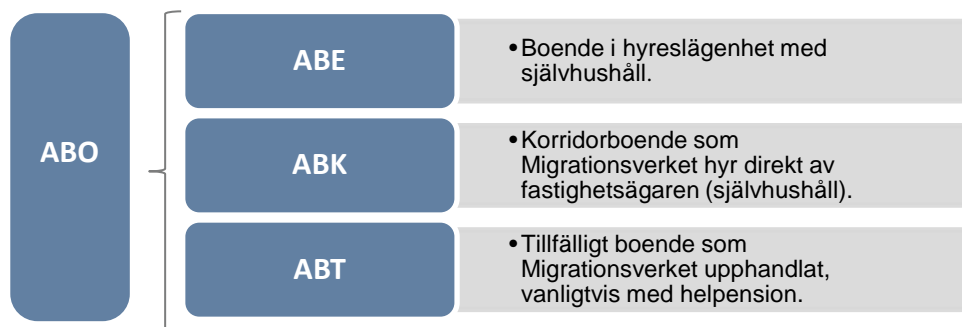 ABO
ABE
•Boende i hyreslägenhet med
självhushåll.
ABK
•Korridorboende som
Migrationsverket hyr direkt av
fastighetsägaren (självhushåll).
ABT
•Tillfälligt boende som
Migrationsverket upphandlat,
vanligtvis med helpension.